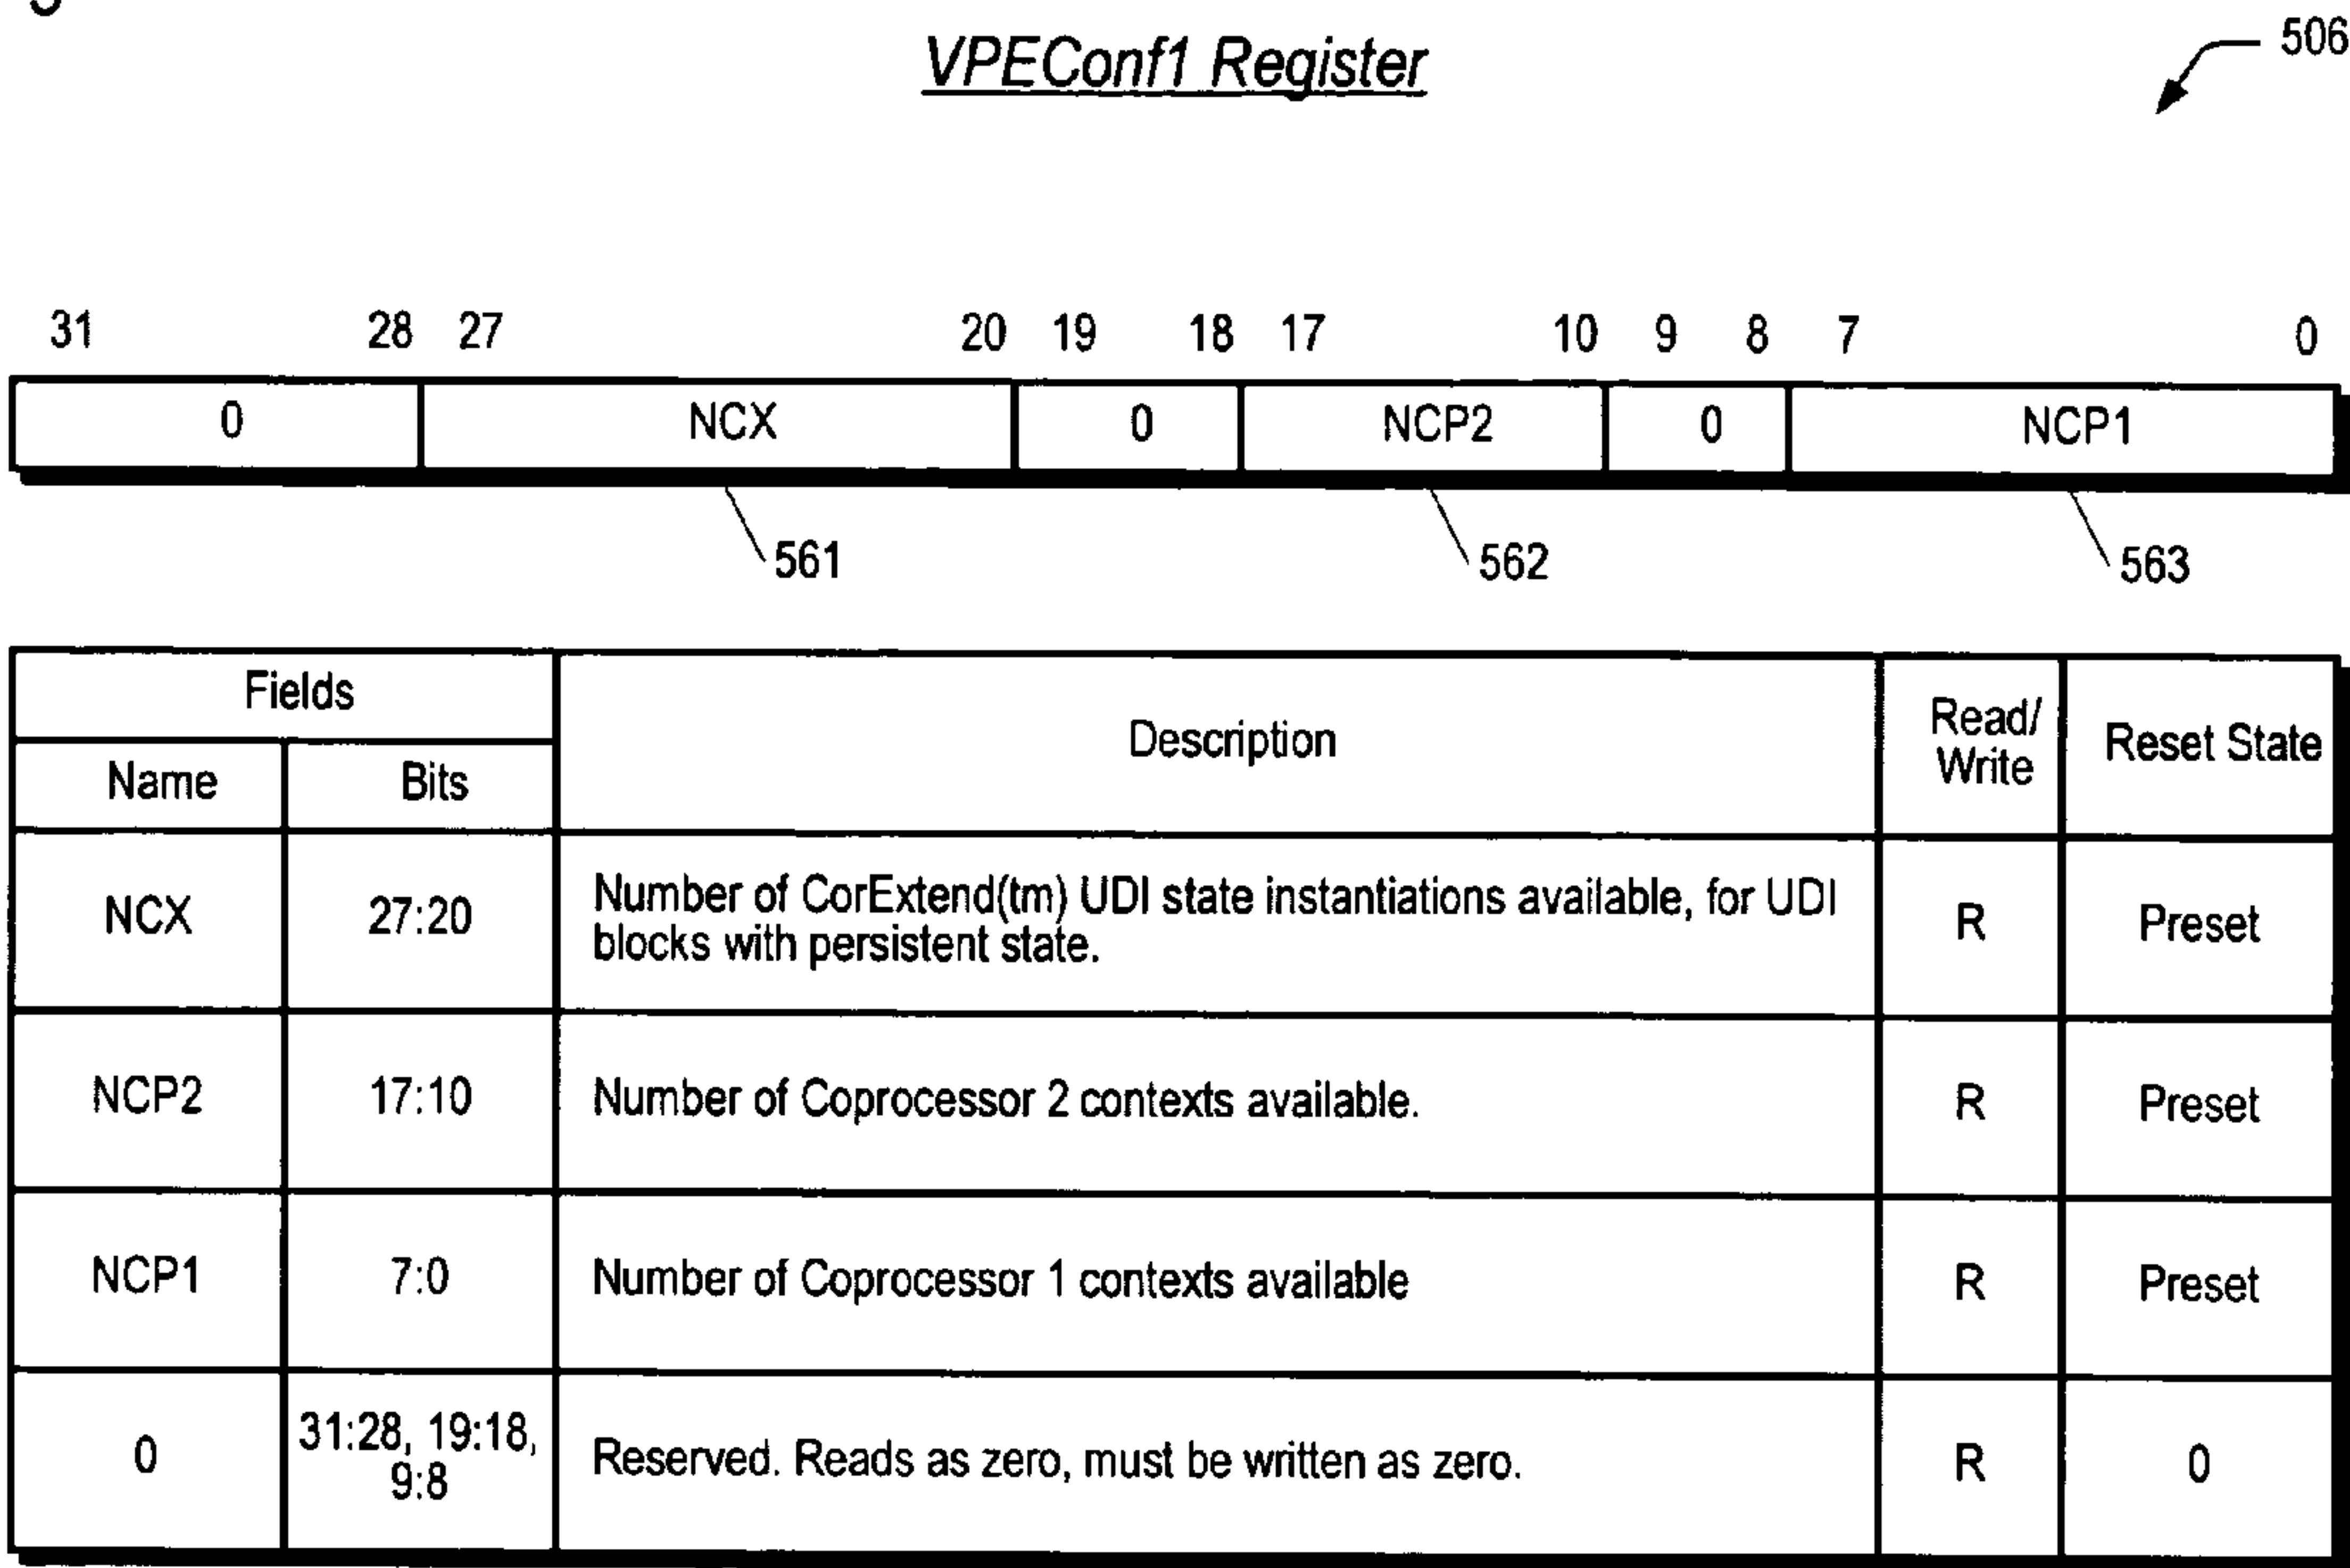 VPEConf1 Register
506
31 28 27 20 19 18 17 10 9 8 7 0
0 NCX 0 NCP2 0 NCP1
561 562 563
Fields Description Read/ Write Reset State
Name Bits
NCX 27:20 Number of CorExtend(tm) UDI state instantiations available, for UDI
blocks with persistent state. R Preset
NCP2 17:10 Number of Coprocessor 2 contexts available. R Preset
NCP1 7:0 Number of Coprocessor 1 contexts available R Preset
0 31:28, 19:18,
9:8 Reserved. Reads as zero, must be written as zero. R 0